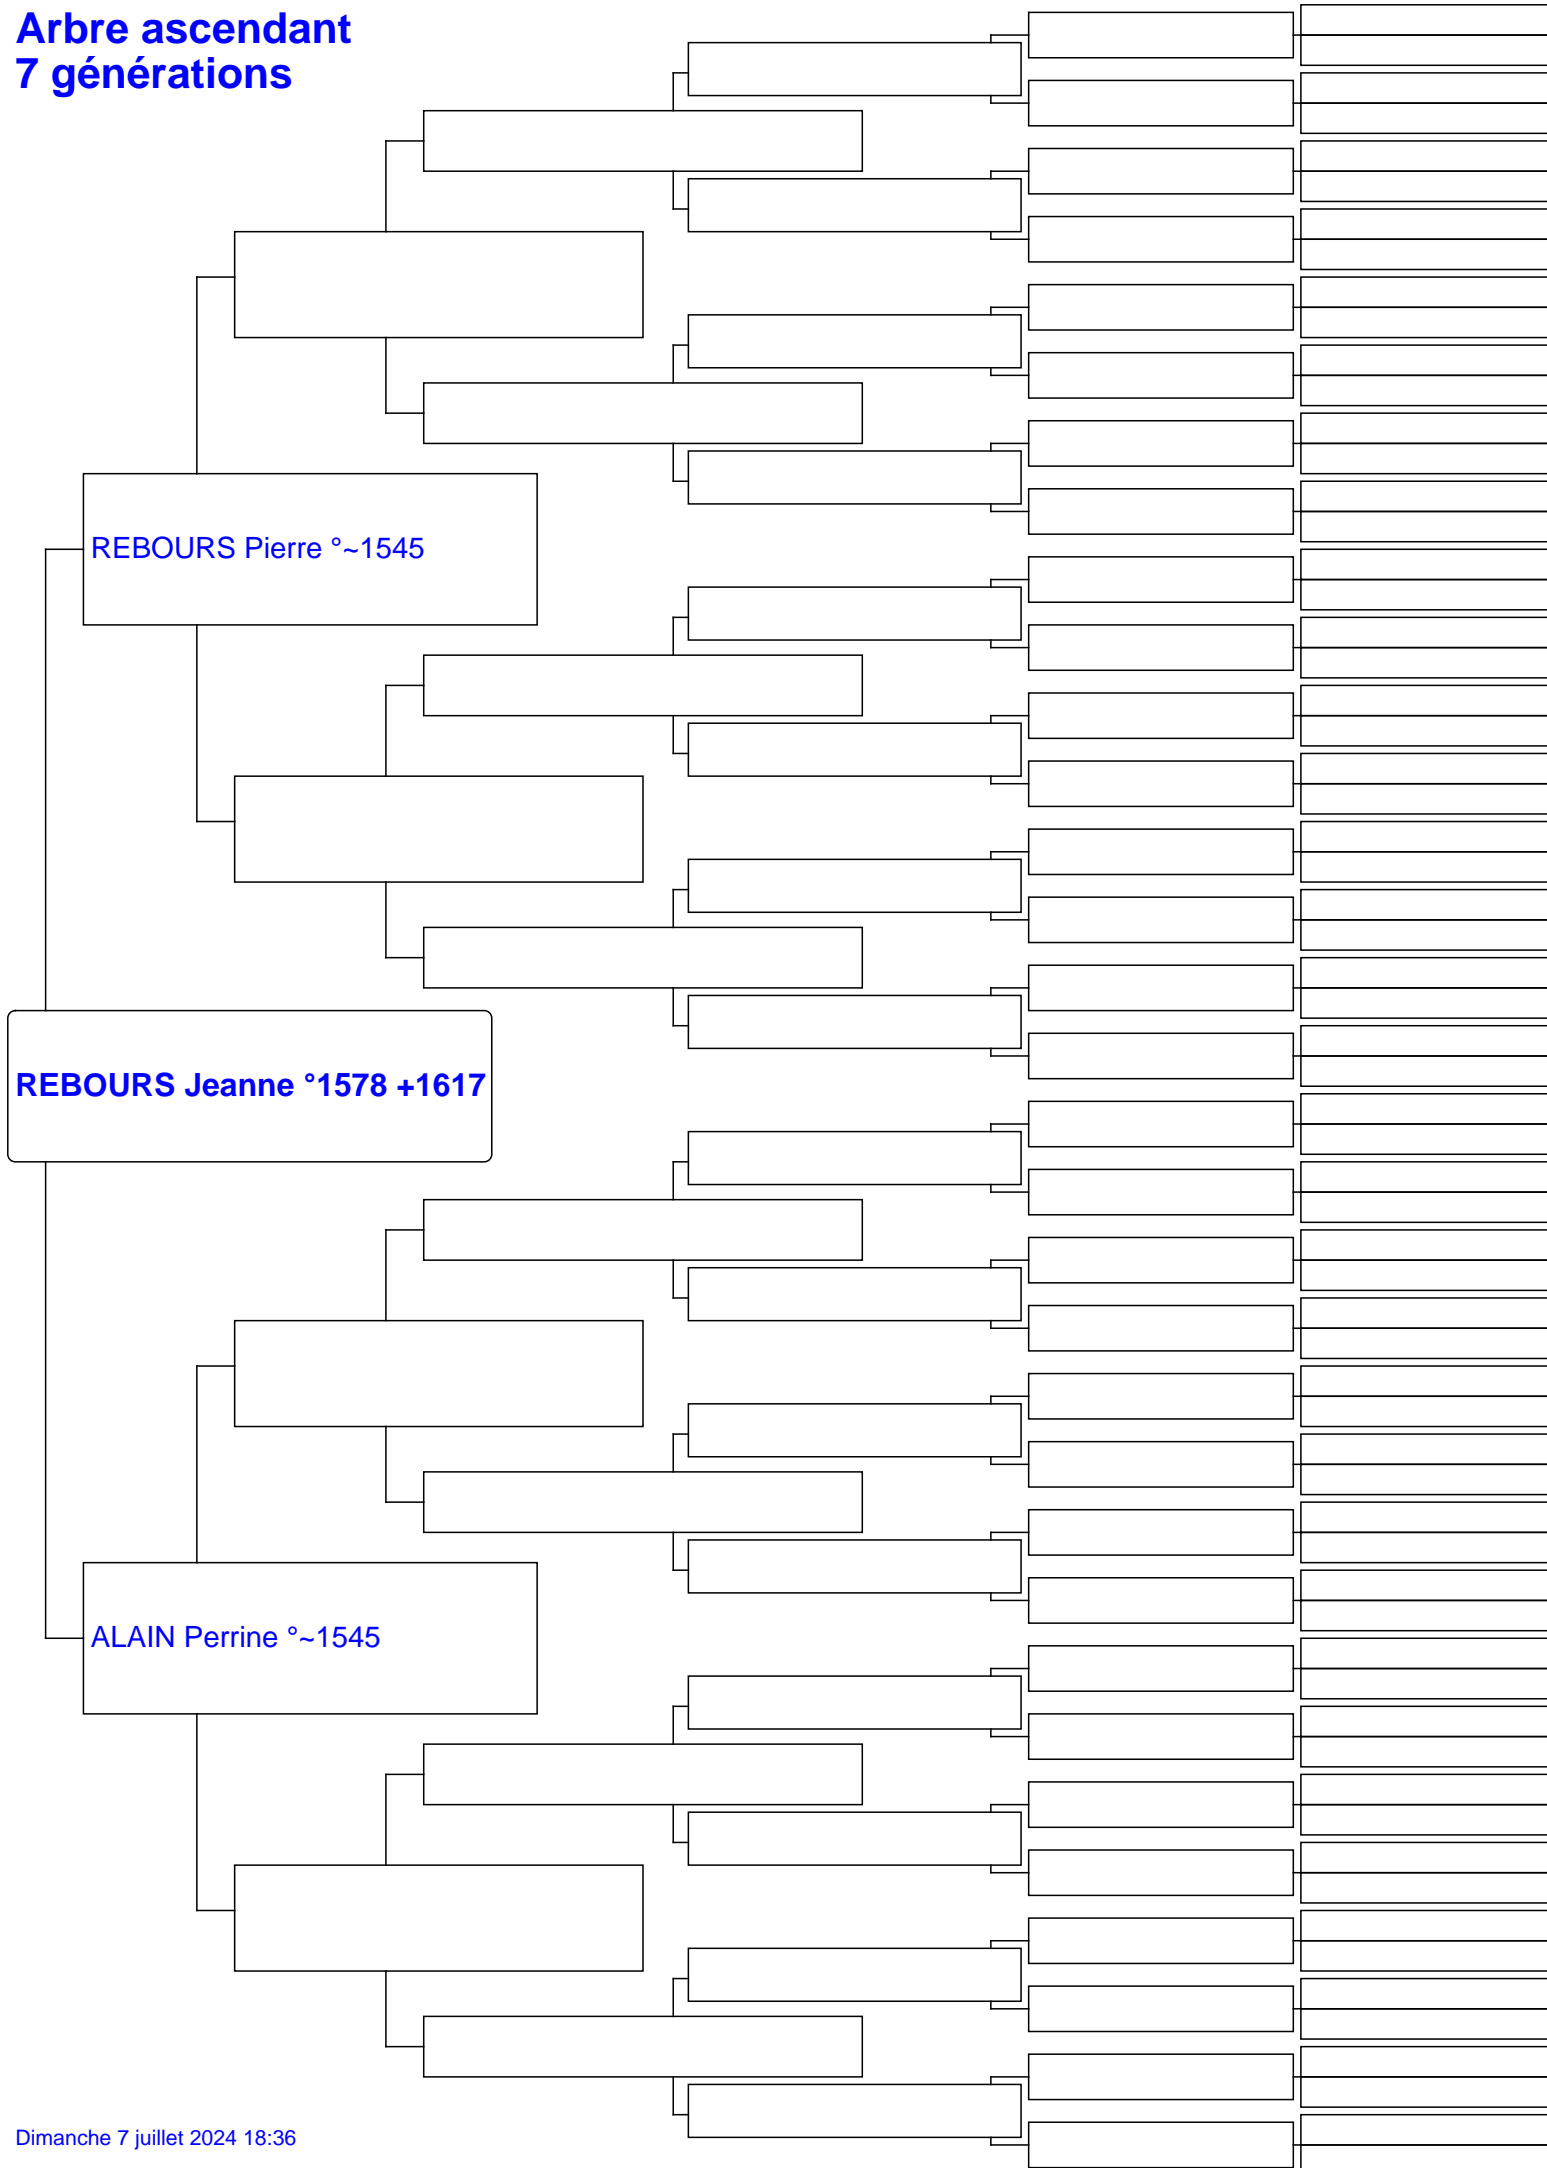 Arbre ascendant
7 générations
REBOURS Pierre °~1545
REBOURS Jeanne °1578 +1617
ALAIN Perrine °~1545
Dimanche 7 juillet 2024 18:36